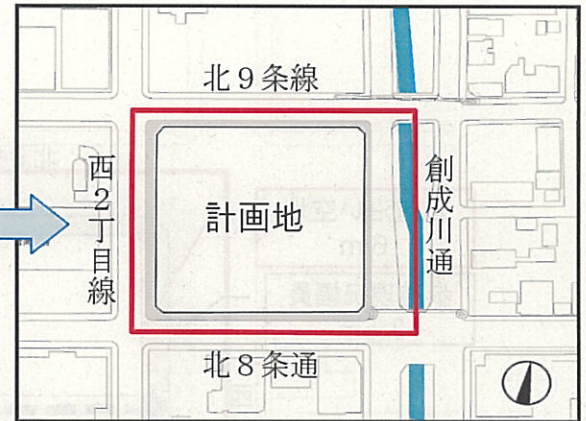 北9条線
西2丁目線
計画地
創成川通
北8条通